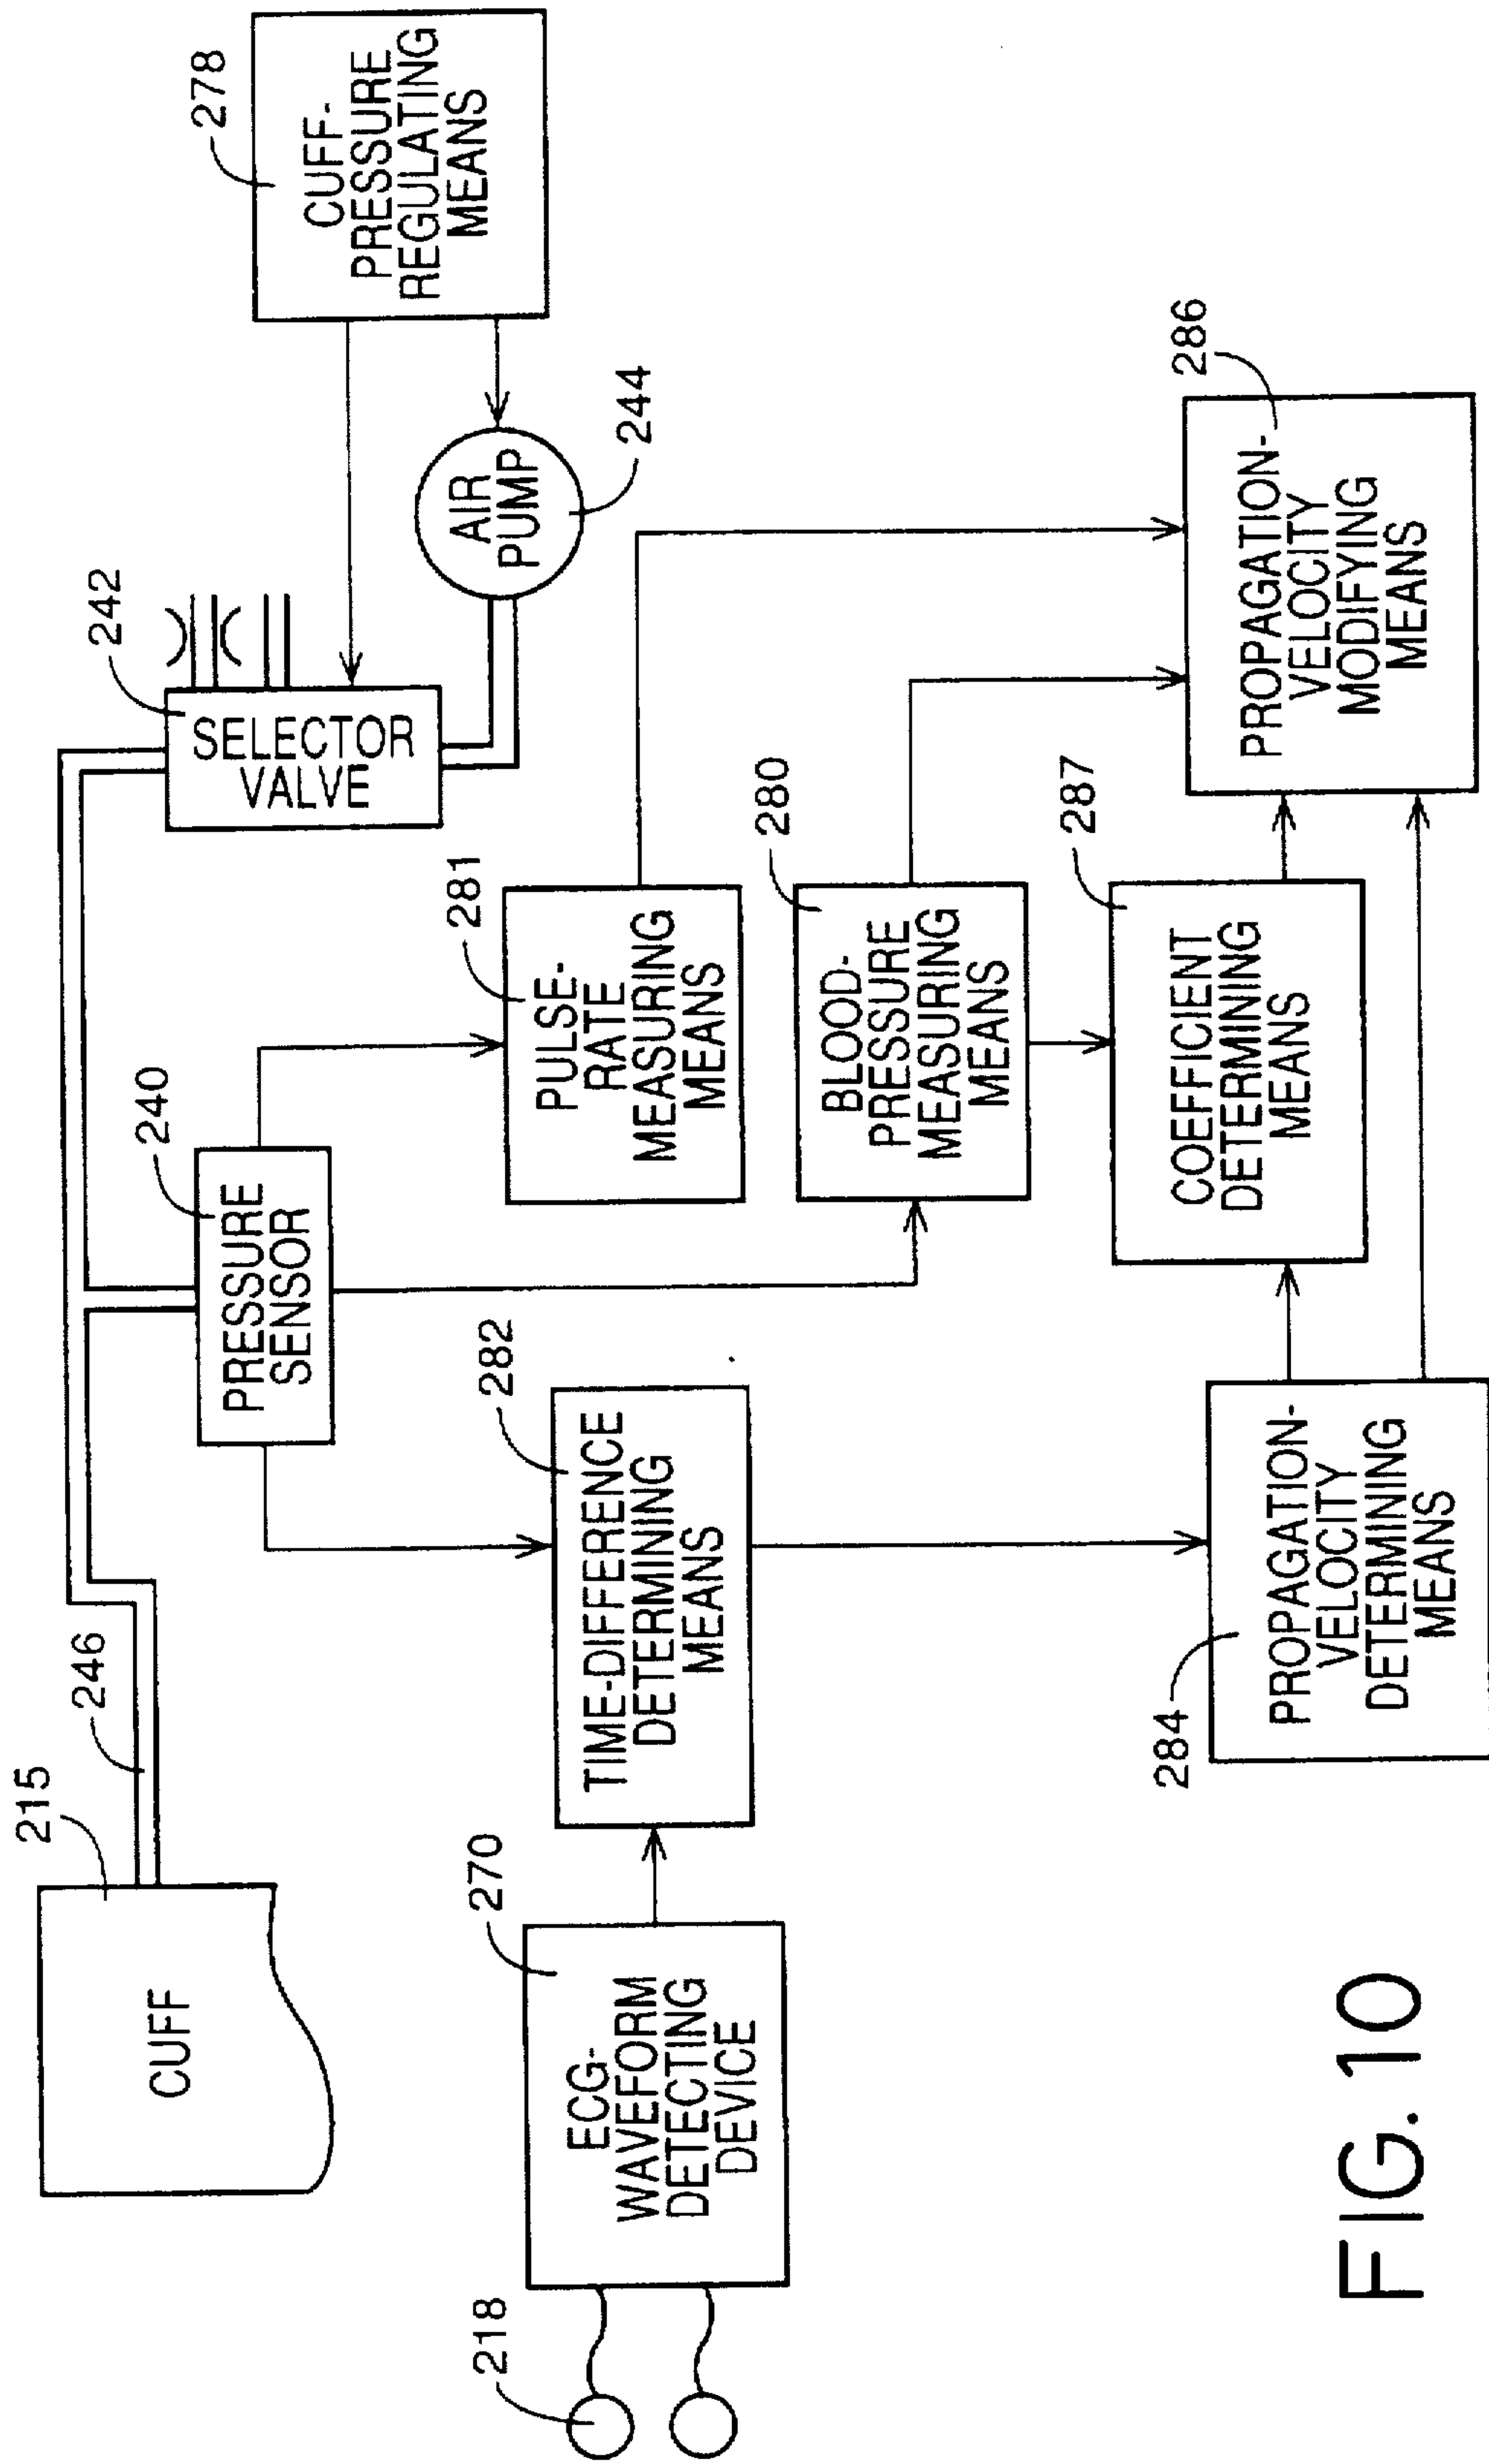 215
CUFF
246
240
PRESSURE
SENSOR
242
SELECTOR
VALVE
278
CUFF-
PRESSURE
REGULATING
MEANS
AIR
PUMP
244
218
270
ECG-
WAVEFORM
DETECTING
DEVICE
282
TIME-DIFFERENCE
DETERMINING
MEANS
281
PULSE-
RATE
MEASURING
MEANS
280
BLOOD-
PRESSURE
MEASURING
MEANS
284
PROPAGATION-
VELOCITY
DETERMINING
MEANS
287
COEFFICIENT
DETERMINING
MEANS
286
PROPAGATION-
VELOCITY
MODIFYING
MEANS
FIG. 10